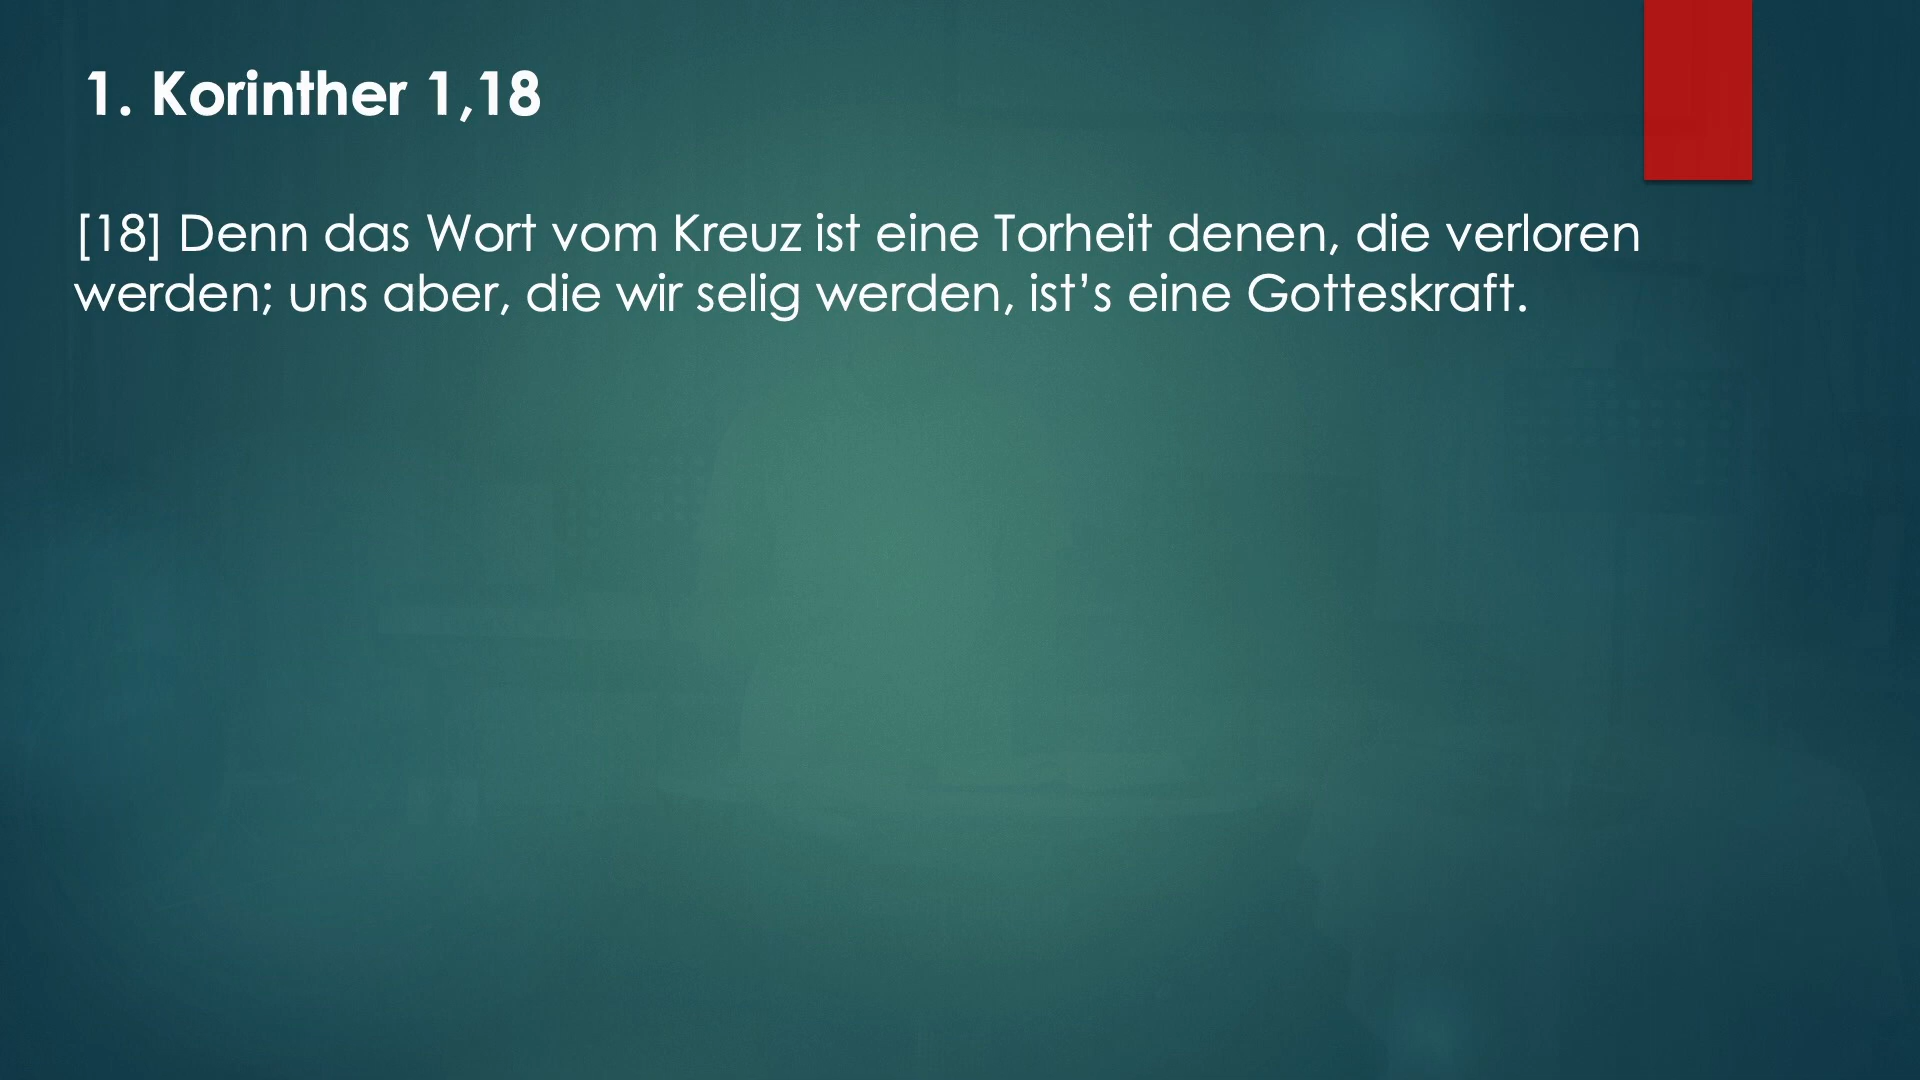 1. Korinther 1,18
[18] Denn das Wort vom Kreuz ist eine Torheit denen, die verloren
werden; uns aber, die wir selig werden, ist’s eine Gotteskraft.